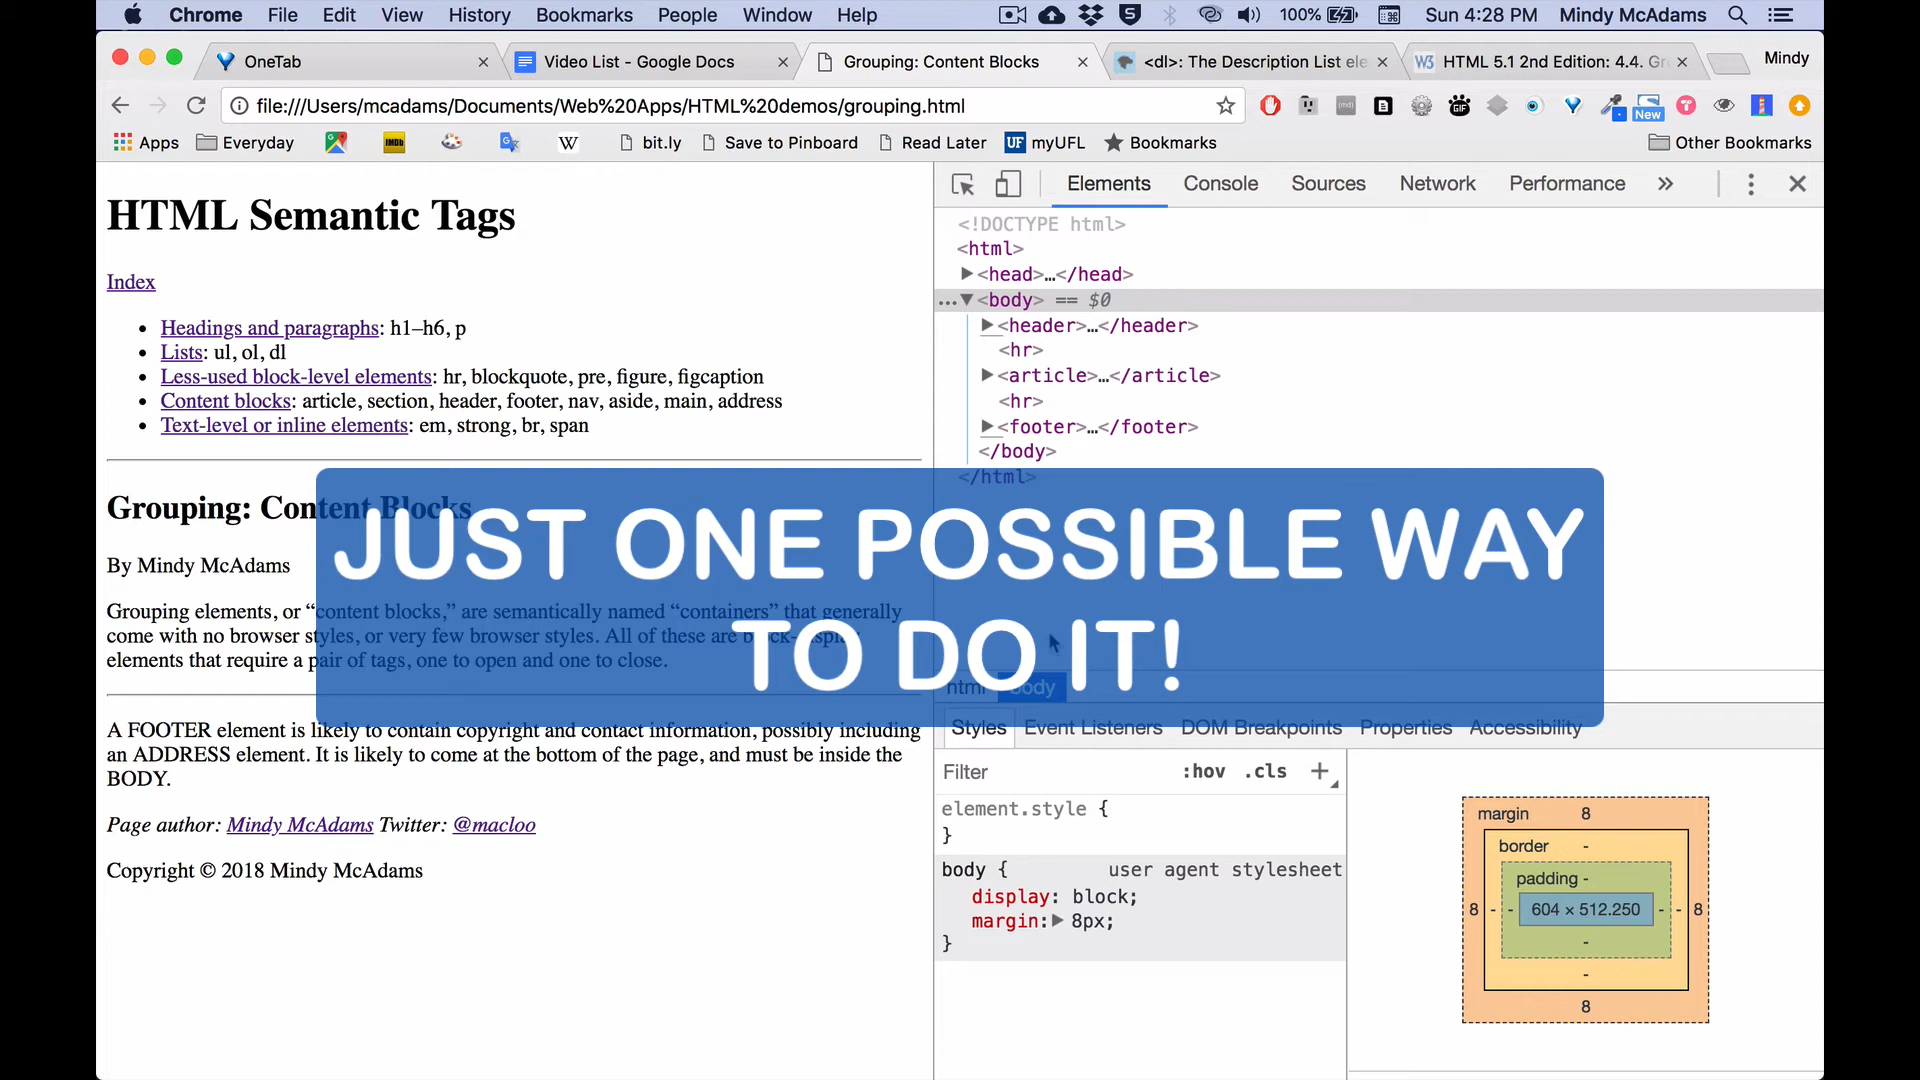 Chrome File Edit View History Bookmarks People Window Help 100% Sun 4:28 PM Mindy McAdams
OneTab
Video List - Google Docs
Grouping: Content Blocks
<dl>: The Description List ele
HTML 5.1 2nd Edition: 4.4. Gr
Mindy
file:///Users/mcadams/Documents/Web%20Apps/HTML%20demos/grouping.html
New
Apps Everyday IMDb W bit.ly Save to Pinboard Read Later UF myUFL Bookmarks Other Bookmarks
HTML Semantic Tags
Index
Headings and paragraphs: h1–h6, p
Lists: ul, ol, dl
Less-used block-level elements: hr, blockquote, pre, figure, figcaption
Content blocks: article, section, header, footer, nav, aside, main, address
Text-level or inline elements: em, strong, br, span
Grouping: Content Blocks
By Mindy McAdams
Grouping elements, or “content blocks,” are semantically named “containers” that generally
come with no browser styles, or very few browser styles. All of these are block-display
elements that require a pair of tags, one to open and one to close.
A FOOTER element is likely to contain copyright and contact information, possibly including
an ADDRESS element. It is likely to come at the bottom of the page, and must be inside the
BODY.
Page author: Mindy McAdams Twitter: @macloo
Copyright © 2018 Mindy McAdams
JUST ONE POSSIBLE WAY
TO DO IT!
Elements Console Sources Network Performance »
<!DOCTYPE html>
<html>
<head>…</head>
<body> == $0
<header>…</header>
<hr>
<article>…</article>
<hr>
<footer>…</footer>
</body>
</html>
html body
Styles Event Listeners DOM Breakpoints Properties Accessibility
Filter :hov .cls +
element.style {
}
body { user agent stylesheet
display: block;
margin: 8px;
}
margin 8
border -
padding -
8 - - 604 × 512.250 - - 8
-
-
8